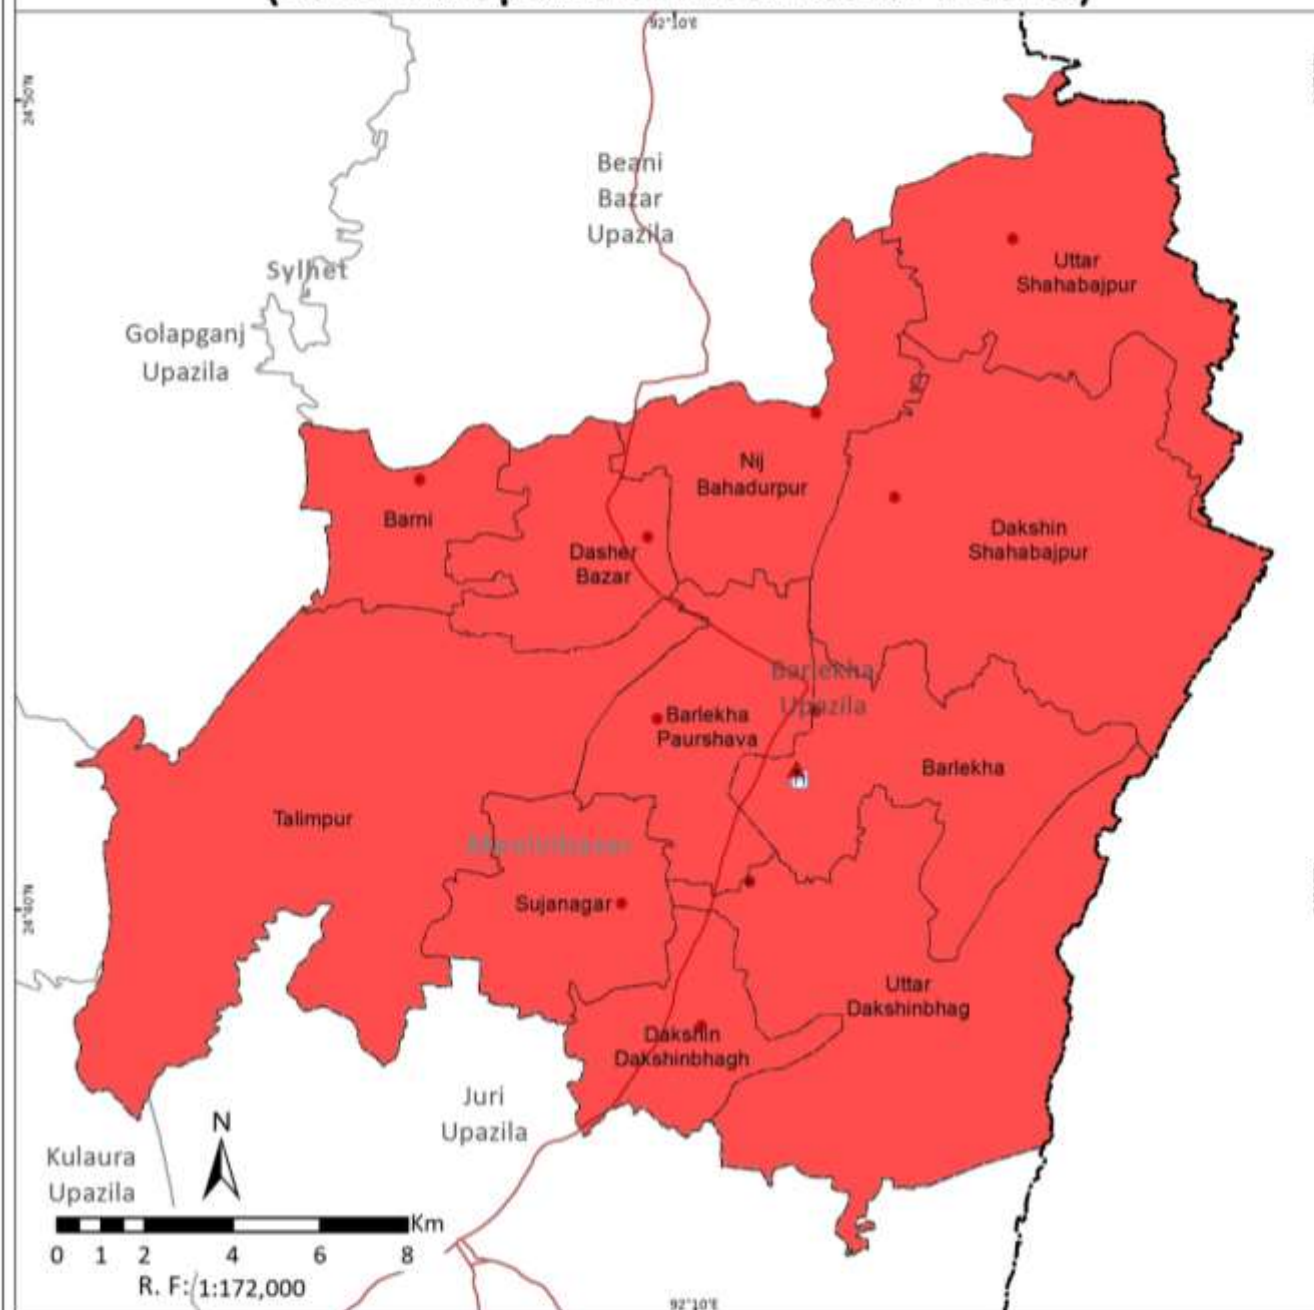 92°10'E
24°50'N
Beani
Bazar
Upazila
Uttar
Shahabajpur
Sylhet
Golapganj
Upazila
Nij
Bahadurpur
Barni
Dakshin
Shahabajpur
Dasher
Bazar
Barlekha
Upazila
Barlekha
Paurshava
Barlekha
Talimpur
Moulvibazar
Sujanagar
24°40'N
Uttar
Dakshinbhag
Dakshin
Dakshinbhagh
Juri
Upazila
N
Kulaura
Upazila
Km
0 1 2 4 6 8
R. F: 1:172,000
92°10'E